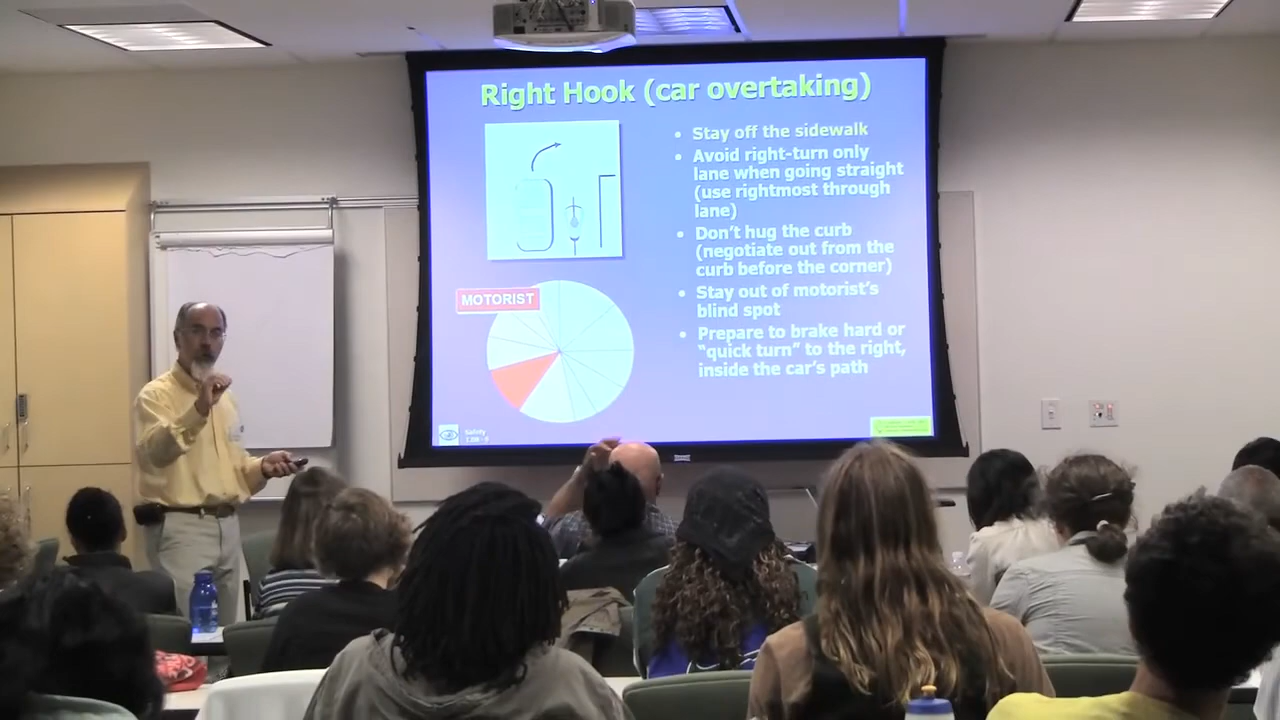 Right Hook (car overtaking)
• Stay off the sidewalk
• Avoid right-turn only
lane when going straight
(use rightmost through
lane)
• Don't hug the curb
(negotiate out from the
curb before the corner)
• Stay out of motorist's
blind spot
• Prepare to brake hard or
"quick turn" to the right,
inside the car's path
MOTORIST
Safety